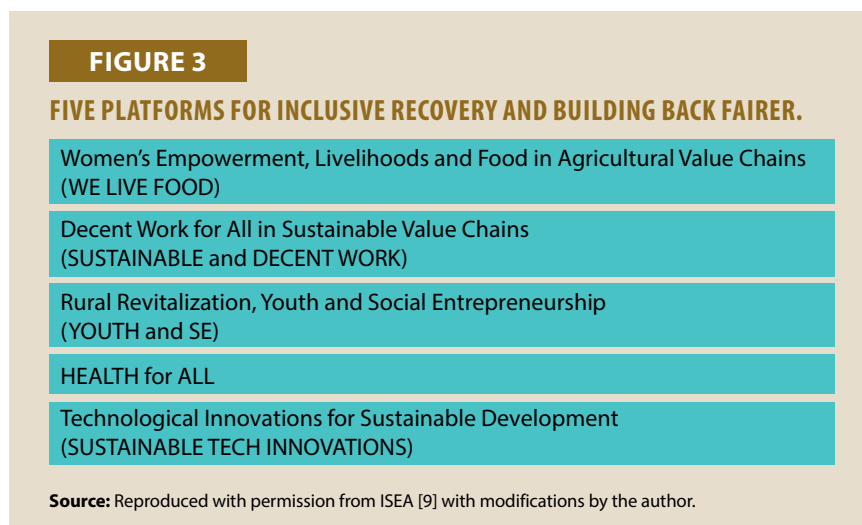 FIGURE 3
FIVE PLATFORMS FOR INCLUSIVE RECOVERY AND BUILDING BACK FAIRER.
Women’s Empowerment, Livelihoods and Food in Agricultural Value Chains
(WE LIVE FOOD)
Decent Work for All in Sustainable Value Chains
(SUSTAINABLE and DECENT WORK)
Rural Revitalization, Youth and Social Entrepreneurship
(YOUTH and SE)
HEALTH for ALL
Technological Innovations for Sustainable Development
(SUSTAINABLE TECH INNOVATIONS)
Source: Reproduced with permission from ISEA [9] with modifications by the author.